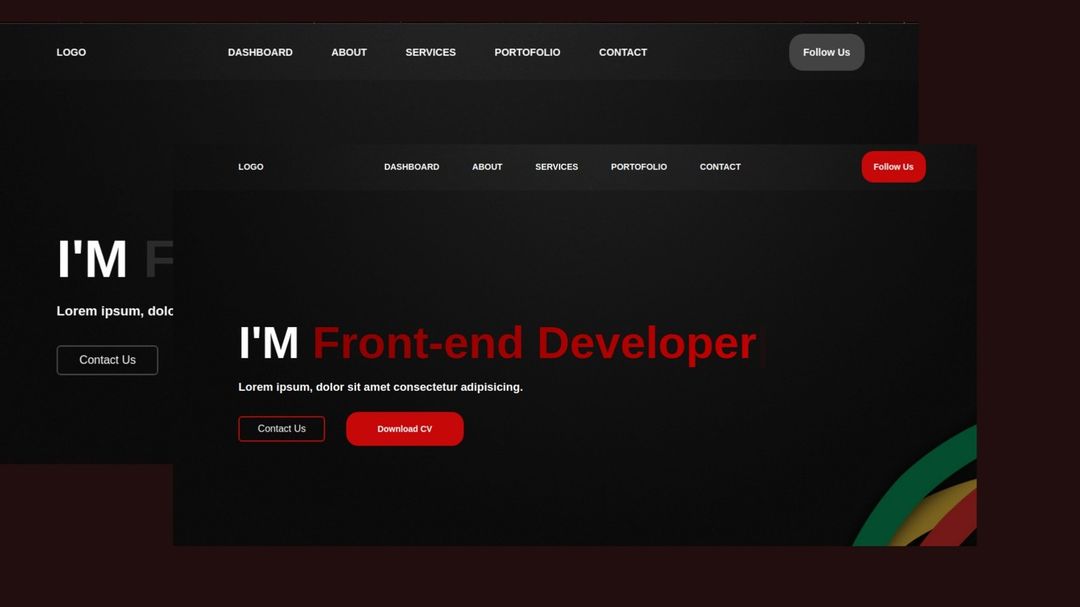 LOGO DASHBOARD ABOUT SERVICES PORTOFOLIO CONTACT Follow Us
I'M F
Lorem ipsum, dolo
Contact Us
LOGO DASHBOARD ABOUT SERVICES PORTOFOLIO CONTACT Follow Us
I'M Front-end Developer
Lorem ipsum, dolor sit amet consectetur adipisicing.
Contact Us Download CV